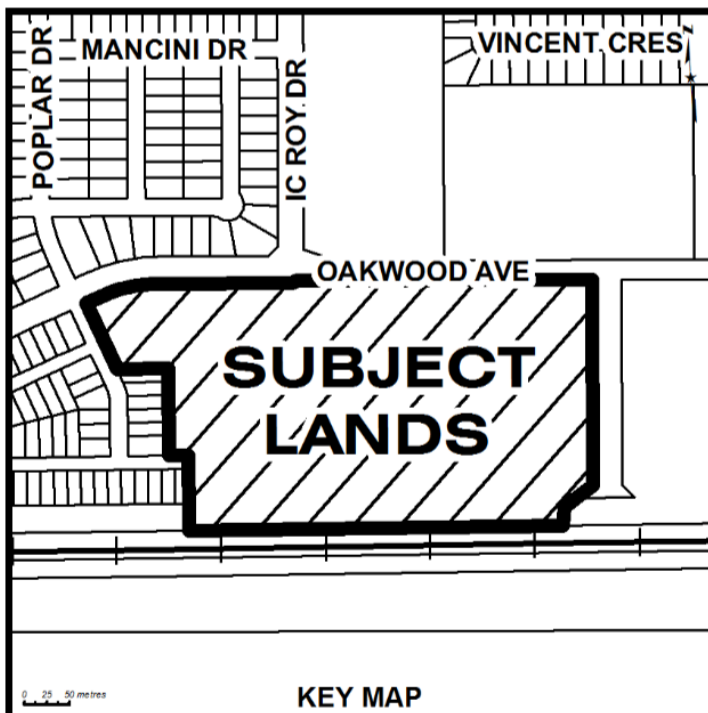 POPLAR DR
MANCINI DR
IC ROY DR
VINCENT CRES
N
OAKWOOD AVE
SUBJECT
LANDS
0 25 50 metres
KEY MAP